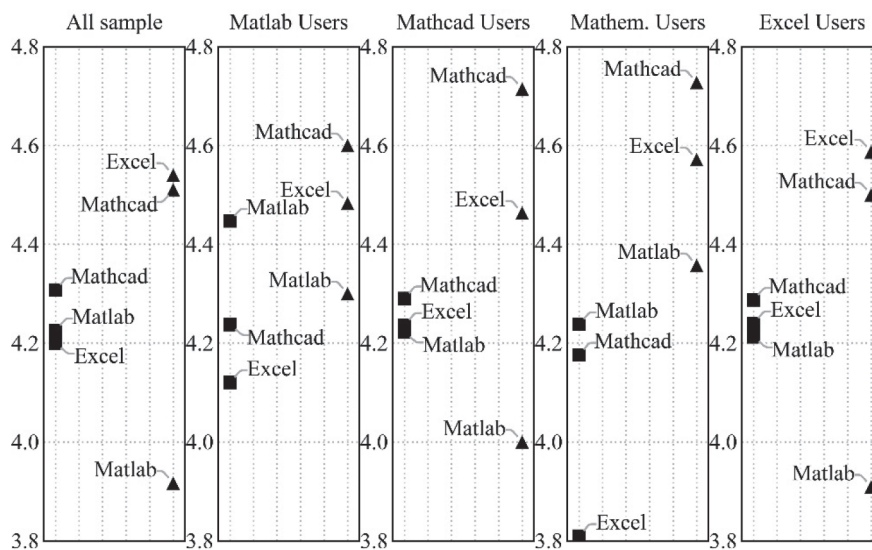 All sample
Matlab Users
Mathcad Users
Mathem. Users
Excel Users
4.8
4.6
4.4
4.2
4.0
3.8
Excel
Mathcad
Mathcad
Matlab
Excel
Matlab
4.8
4.6
4.4
4.2
4.0
3.8
Mathcad
Excel
Matlab
Matlab
Mathcad
Excel
4.8
4.6
4.4
4.2
4.0
3.8
Mathcad
Excel
Mathcad
Excel
Matlab
Matlab
4.8
4.6
4.4
4.2
4.0
3.8
Mathcad
Excel
Matlab
Matlab
Mathcad
Excel
4.8
4.6
4.4
4.2
4.0
3.8
Excel
Mathcad
Mathcad
Excel
Matlab
Matlab